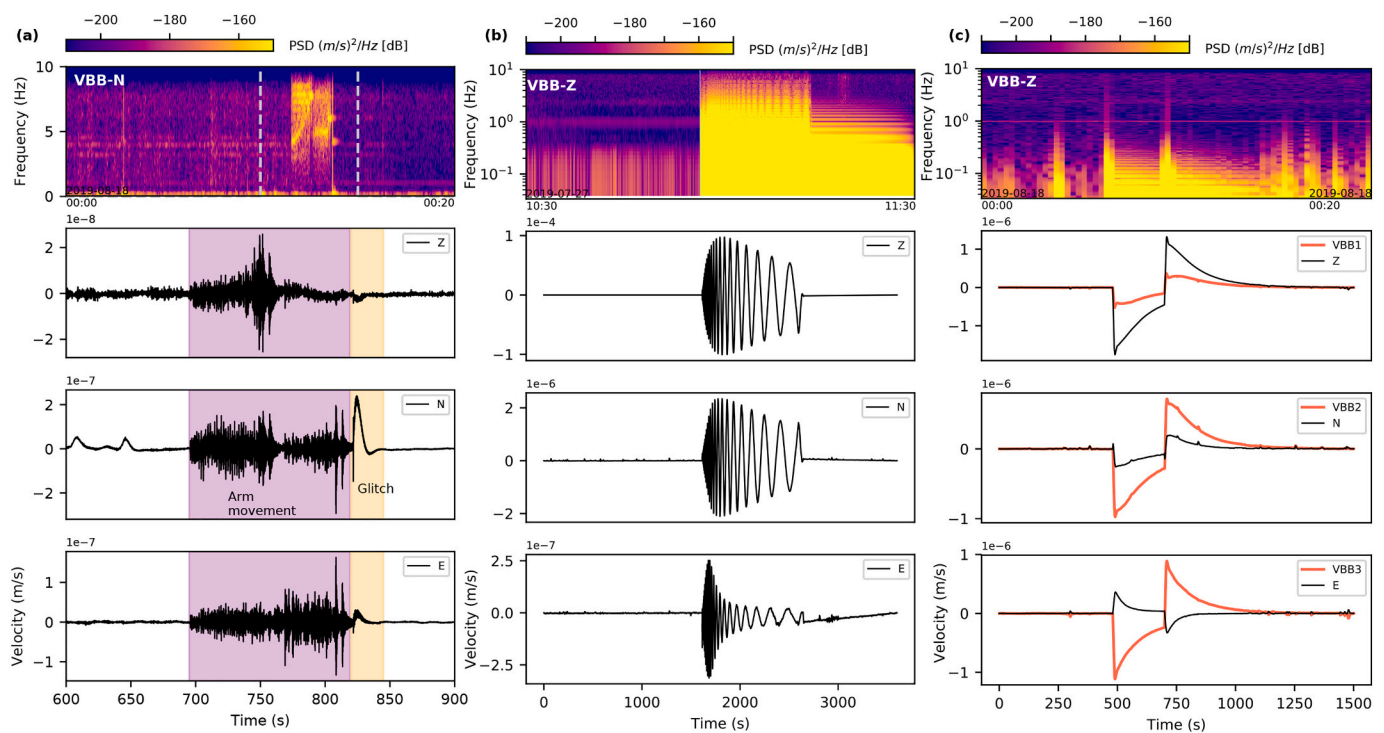 (a)
−200
−160
PSD (m/s)²/Hz [dB]
Frequency (Hz)
10
5
0
VBB-N
2019-08-18
00:00
00:20
1e−8
2
0
−2
Z
1e−7
2
0
−2
N
Arm
movement
Glitch
1e−7
1
0
−1
E
Velocity (m/s)
600
650
700
750
800
850
900
Time (s)
(b)
−200
−160
PSD (m/s)²/Hz [dB]
Frequency (Hz)
10¹
10⁰
10⁻¹
VBB-Z
2019-07-27
10:30
11:30
1e−4
1
0
−1
Z
1e−6
2
0
−2
N
1e−7
2.5
0.0
−2.5
E
Velocity (m/s)
0
1000
2000
3000
Time (s)
(c)
−200
−160
PSD (m/s)²/Hz [dB]
Frequency (Hz)
10¹
10⁰
10⁻¹
VBB-Z
2019-08-18
2019-08-18
00:00
00:20
1e−6
1
0
−1
VBB1
Z
1e−6
0
−1
VBB2
N
1e−6
1
0
−1
VBB3
E
Velocity (m/s)
0
250
500
750
1000
1250
1500
Time (s)